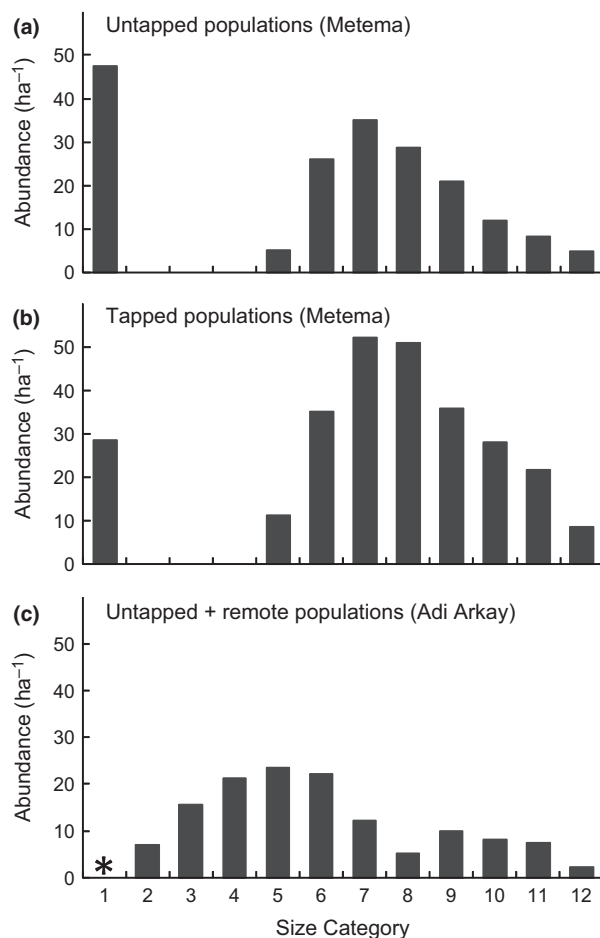 (a) Untapped populations (Metema)
Abundance (ha⁻¹)
50
40
30
20
10
0
(b) Tapped populations (Metema)
Abundance (ha⁻¹)
50
40
30
20
10
0
(c) Untapped + remote populations (Adi Arkay)
Abundance (ha⁻¹)
50
40
30
20
10
0
*
1 2 3 4 5 6 7 8 9 10 11 12
Size Category